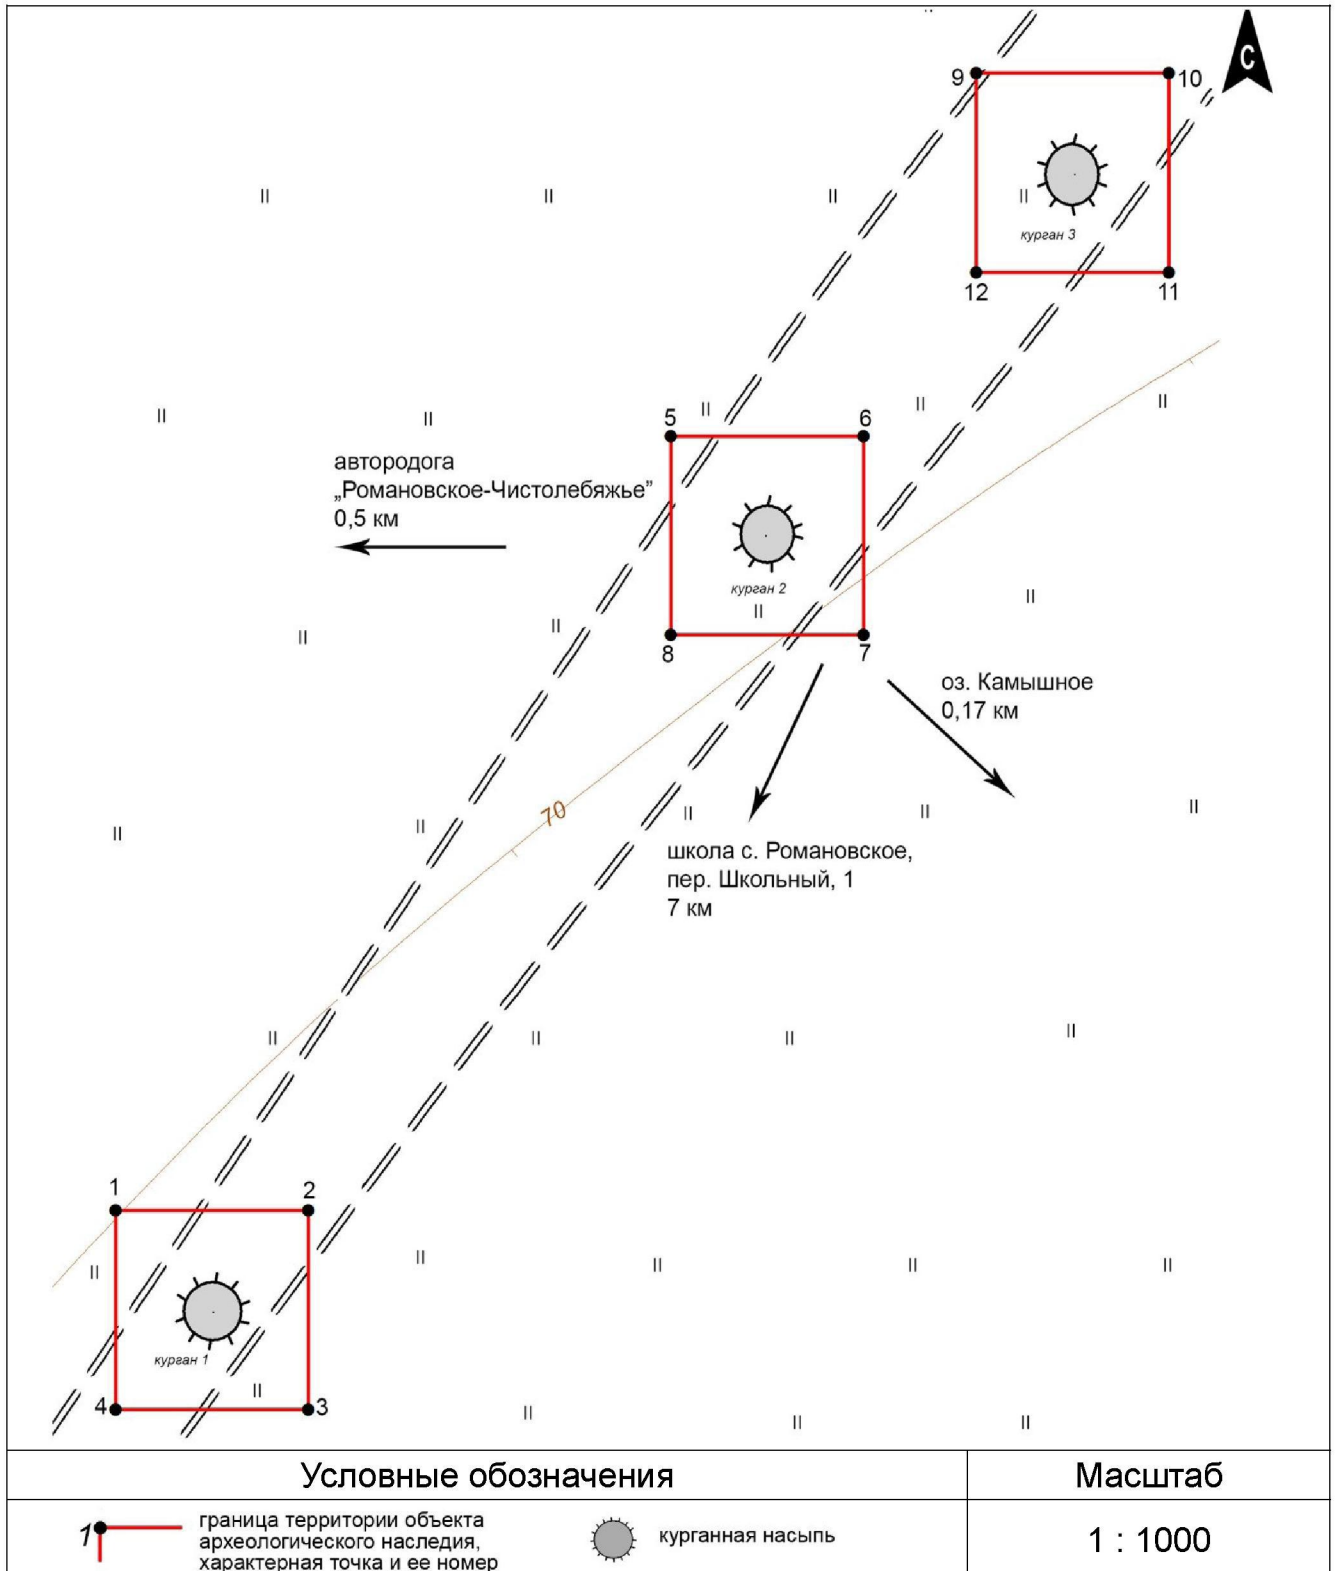 С
9
10
курган 3
12
11
5
6
автородога
„Романовское-Чистолебяжье”
0,5 км
курган 2
8
7
оз. Камышное
0,17 км
70
школа с. Романовское,
пер. Школьный, 1
7 км
1
2
курган 1
4
3
Условные обозначения
Масштаб
1
граница территории объекта
археологического наследия,
характерная точка и ее номер
курганная насыпь
1 : 1000